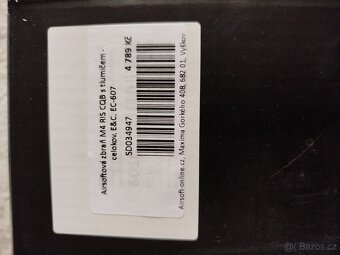 Airsoftová zbraň M4 RIS CQB s tlumičem -
celokov, E&C, EC-607
SD034947 4 789 Kč
Airsoft-online.cz, Maxima Gorkého 408, 682 01, Vyškov
Bazos.cz